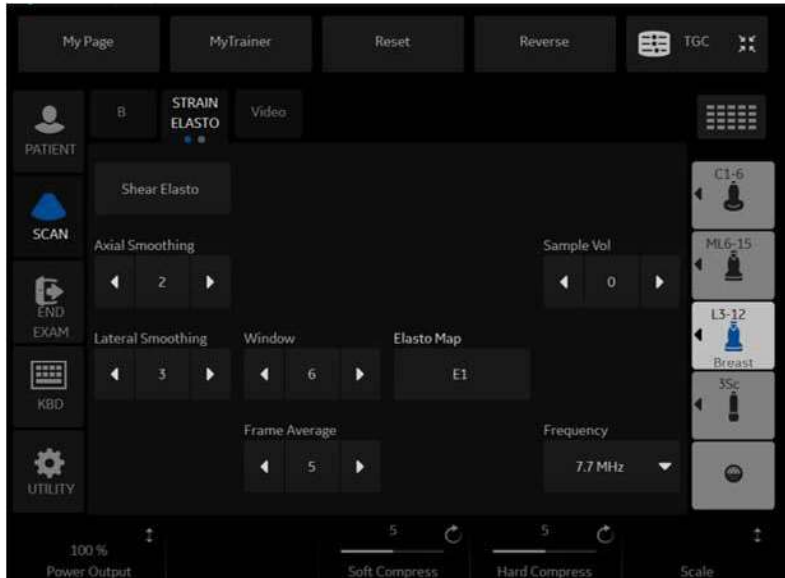 My Page
MyTrainer
Reset
Reverse
TGC
PATIENT
B
STRAIN
ELASTO
Video
SCAN
Shear Elasto
Axial Smoothing
2
Sample Vol
0
END
EXAM
Lateral Smoothing
3
Window
6
Elasto Map
E1
KBD
Frame Average
5
Frequency
7.7 MHz
UTILITY
C1-6
ML6-15
L3-12
Breast
3Sc
100 %
Power Output
5
Soft Compress
5
Hard Compress
Scale